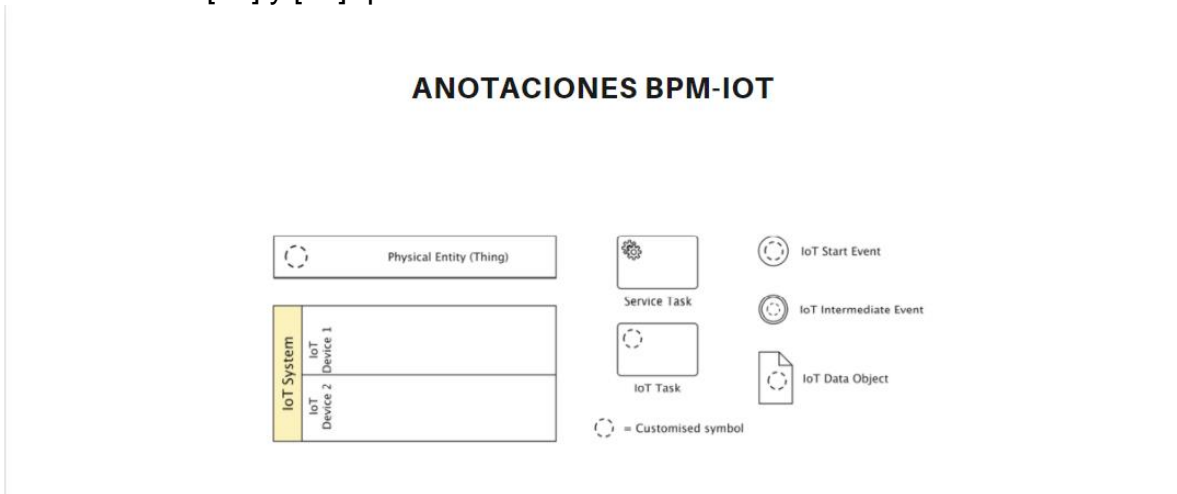 ANOTACIONES BPM-IOT
Physical Entity (Thing)
IoT System
IoT
Device 1
IoT
Device 2
Service Task
IoT Task
= Customised symbol
IoT Start Event
IoT Intermediate Event
IoT Data Object